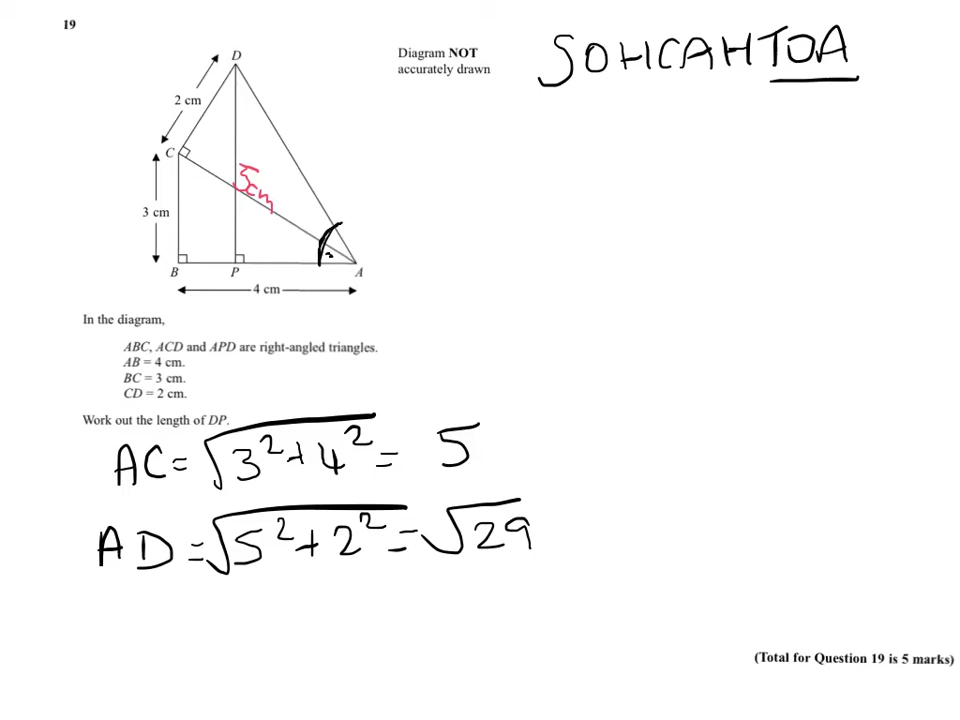 19
SOHCAHTOA
Diagram NOT
accurately drawn
D
2 cm
C
5cm
3 cm
B
P
A
4 cm
In the diagram,
ABC, ACD and APD are right-angled triangles.
AB = 4 cm.
BC = 3 cm.
CD = 2 cm.
Work out the length of DP.
AC = √3²+4² = 5
AD = √5²+2² = √29
(Total for Question 19 is 5 marks)